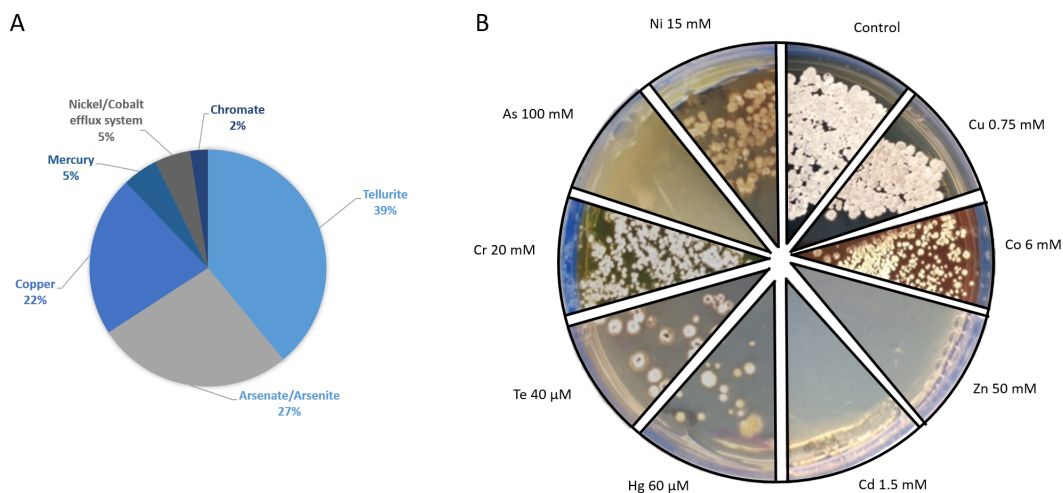 A
Nickel/Cobalt
efflux system
5%
Chromate
2%
Mercury
5%
Tellurite
39%
Copper
22%
Arsenate/Arsenite
27%
B
Ni 15 mM
Control
As 100 mM
Cu 0.75 mM
Cr 20 mM
Co 6 mM
Te 40 µM
Zn 50 mM
Hg 60 µM
Cd 1.5 mM